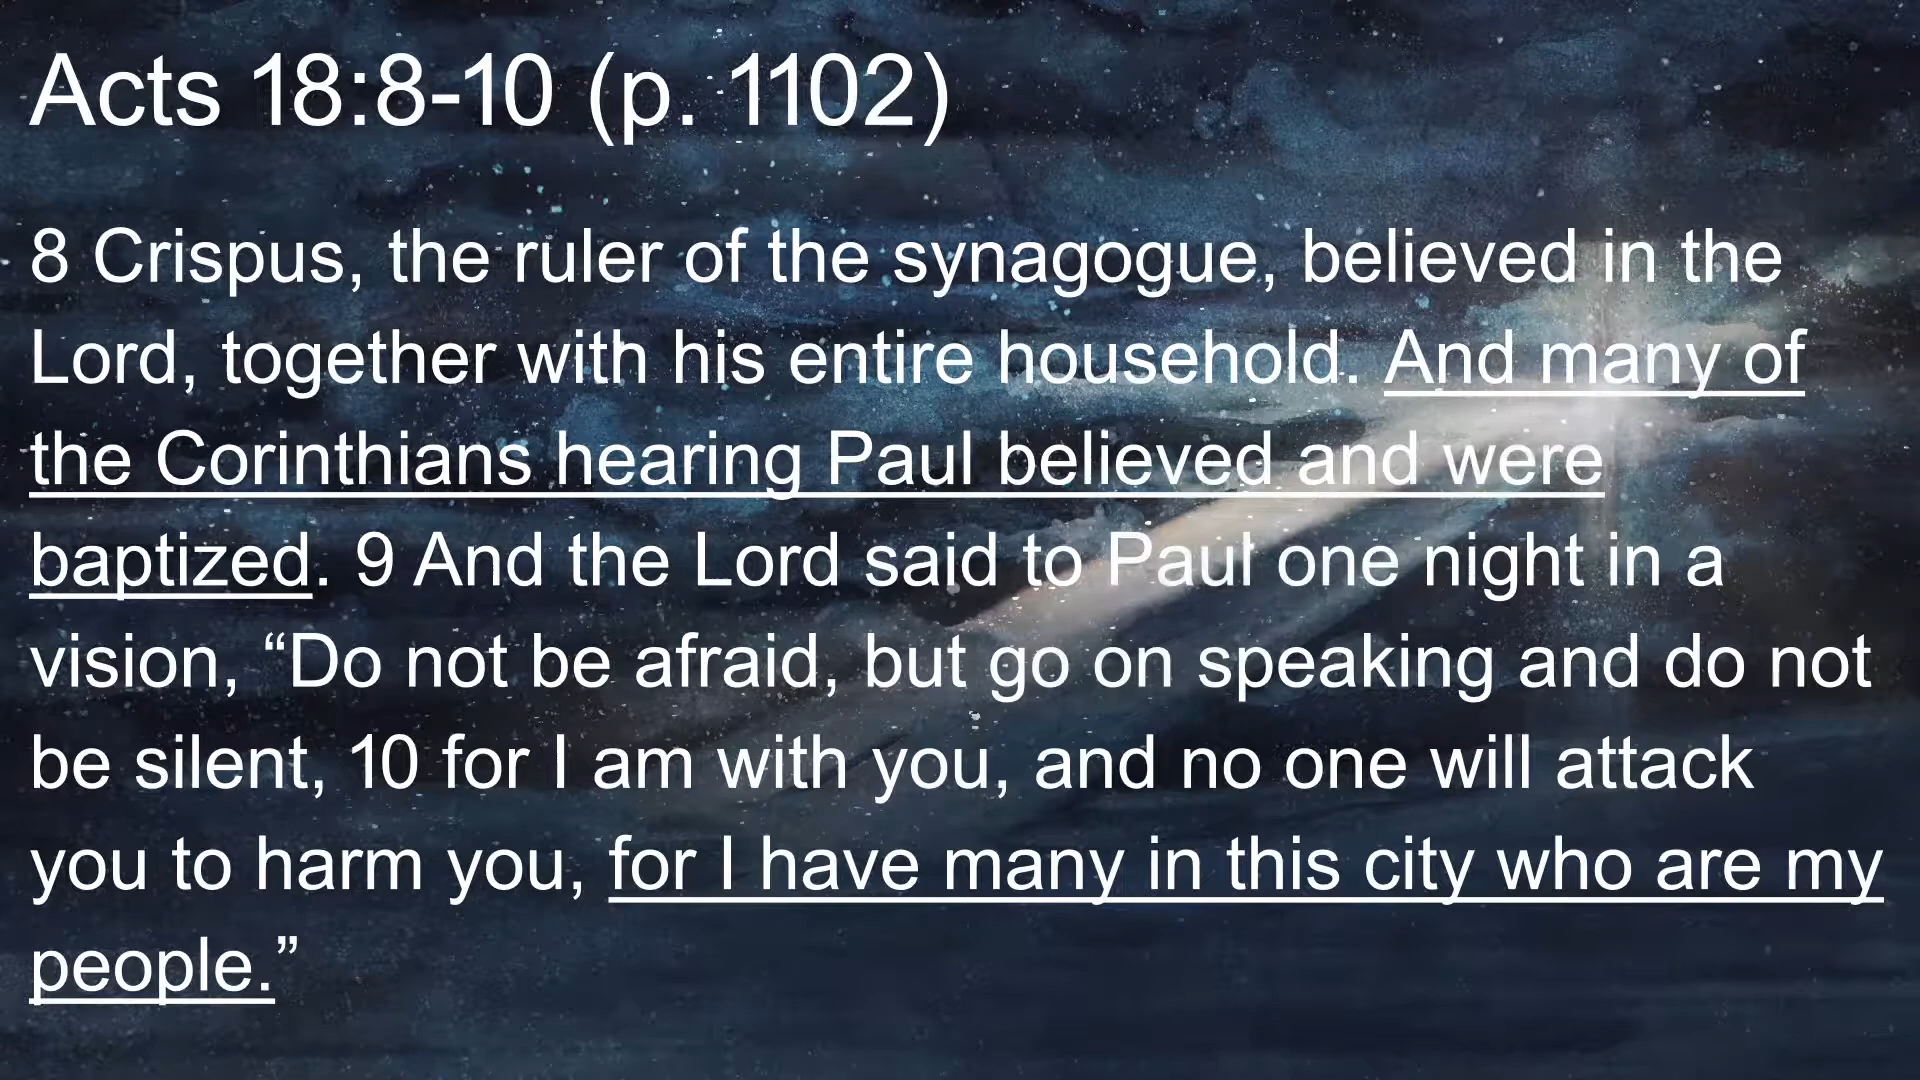 Acts 18:8-10 (p. 1102)
8 Crispus, the ruler of the synagogue, believed in the
Lord, together with his entire household. And many of
the Corinthians hearing Paul believed and were
baptized. 9 And the Lord said to Paul one night in a
vision, “Do not be afraid, but go on speaking and do not
be silent, 10 for I am with you, and no one will attack
you to harm you, for I have many in this city who are my
people.”